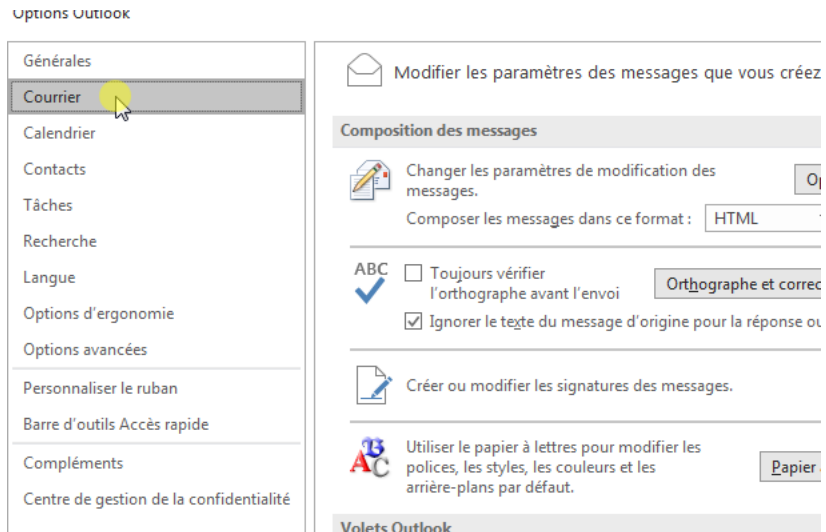 Options Outlook
Générales
Courrier
Calendrier
Contacts
Tâches
Recherche
Langue
Options d'ergonomie
Options avancées
Personnaliser le ruban
Barre d'outils Accès rapide
Compléments
Centre de gestion de la confidentialité
Modifier les paramètres des messages que vous créez
Composition des messages
Changer les paramètres de modification des
messages.
Composer les messages dans ce format : HTML
ABC
Toujours vérifier
l'orthographe avant l'envoi
Orthographe et correc
Ignorer le texte du message d'origine pour la réponse ou
Créer ou modifier les signatures des messages.
Utiliser le papier à lettres pour modifier les
polices, les styles, les couleurs et les
arrière-plans par défaut.
Papier
Volets Outlook